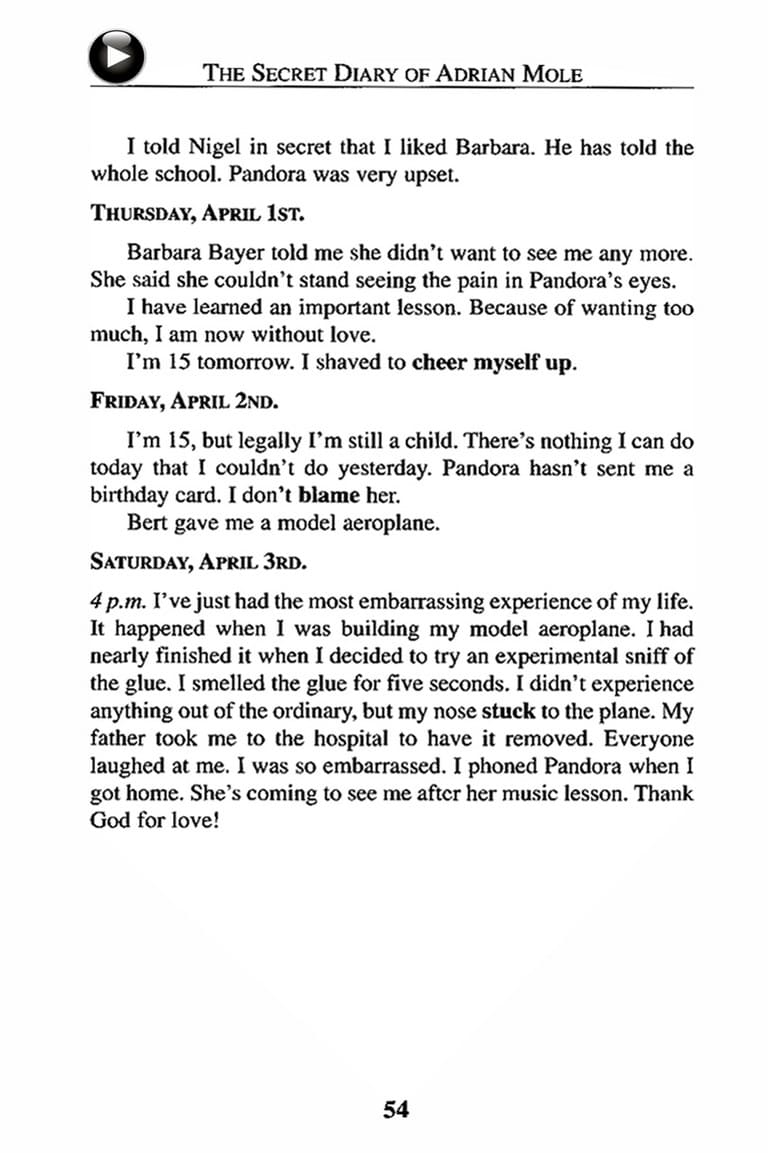 THE SECRET DIARY OF ADRIAN MOLE
I told Nigel in secret that I liked Barbara. He has told the
whole school. Pandora was very upset.
THURSDAY, APRIL 1ST.
Barbara Bayer told me she didn't want to see me any more.
She said she couldn't stand seeing the pain in Pandora's eyes.
I have learned an important lesson. Because of wanting too
much, I am now without love.
I'm 15 tomorrow. I shaved to cheer myself up.
FRIDAY, APRIL 2ND.
I'm 15, but legally I'm still a child. There's nothing I can do
today that I couldn't do yesterday. Pandora hasn't sent me a
birthday card. I don't blame her.
Bert gave me a model aeroplane.
SATURDAY, APRIL 3RD.
4 p.m. I've just had the most embarrassing experience of my life.
It happened when I was building my model aeroplane. I had
nearly finished it when I decided to try an experimental sniff of
the glue. I smelled the glue for five seconds. I didn't experience
anything out of the ordinary, but my nose stuck to the plane. My
father took me to the hospital to have it removed. Everyone
laughed at me. I was so embarrassed. I phoned Pandora when I
got home. She's coming to see me after her music lesson. Thank
God for love!
54